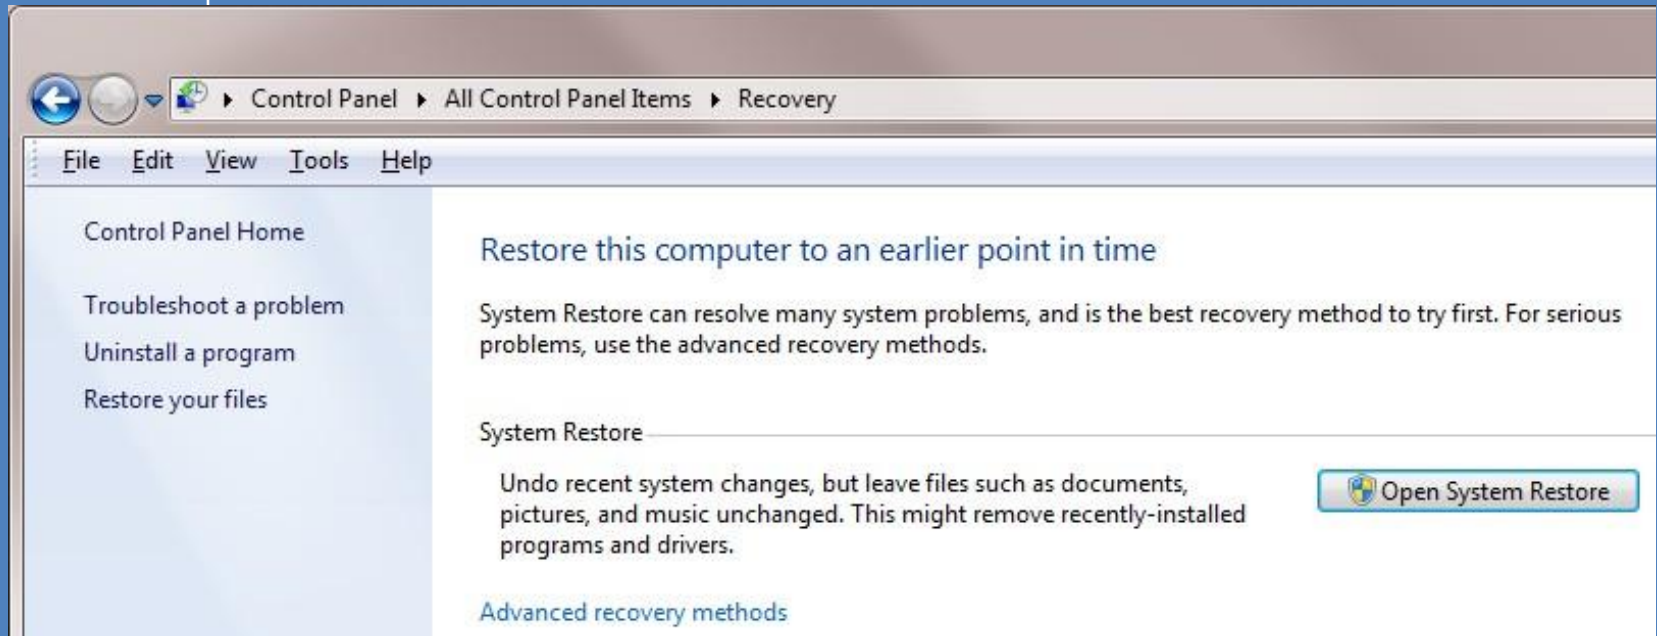 Control Panel ▸ All Control Panel Items ▸ Recovery
File Edit View Tools Help
Control Panel Home
Troubleshoot a problem
Uninstall a program
Restore your files
Restore this computer to an earlier point in time
System Restore can resolve many system problems, and is the best recovery method to try first. For serious
problems, use the advanced recovery methods.
System Restore
Undo recent system changes, but leave files such as documents,
pictures, and music unchanged. This might remove recently-installed
programs and drivers.
Open System Restore
Advanced recovery methods